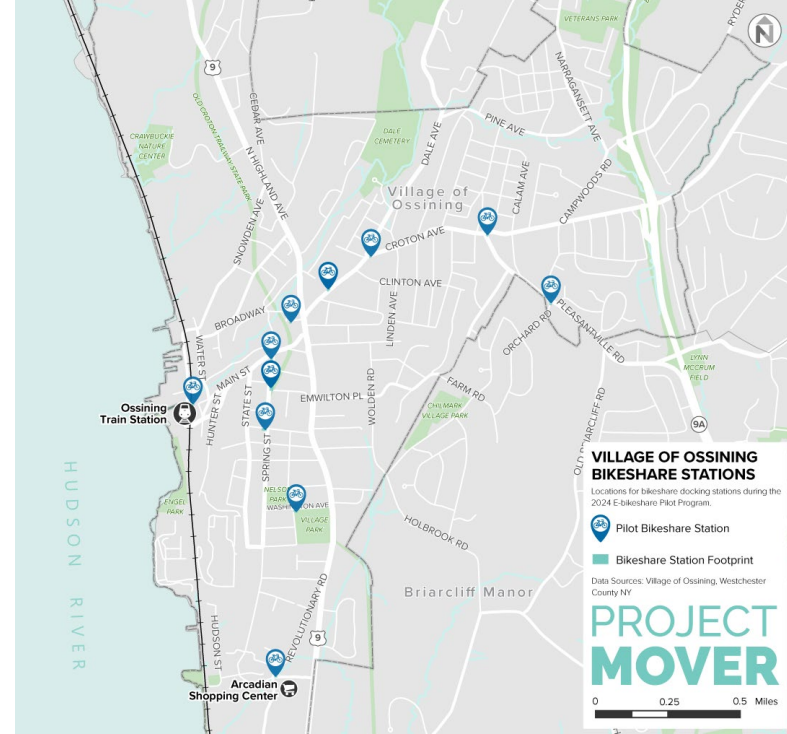 VETERANS PARK
RYDER
N
9
NARRAGANSETT AVE
CEDAR AVE
OLD CROTON TRAILWAY STATE PARK
PINE AVE
CRAWBUCKIE
NATURE
CENTER
DALE
CEMETERY
DALE AVE
N HIGHLAND AVE
CALAM AVE
CAMPWOODS RD
Village of
Ossining
SNOWDEN AVE
CROTON AVE
CLINTON AVE
BROADWAY
LINDEN AVE
ORCHARD RD
PLEASANTVILLE RD
WATER ST
MAIN ST
LYNN
MCCRUM
FIELD
FARM RD
Ossining
Train Station
HUNTER ST
STATE ST
EMWILTON PL
WOLDEN RD
CHILMARK
VILLAGE PARK
9A
SPRING ST
HUDSON RIVER
ENGEL
PARK
NELSON
PARK
WASHINGTON AVE
VILLAGE
PARK
HOLBROOK RD
Briarcliff Manor
REVOLUTIONARY RD
HUDSON ST
9
Arcadian
Shopping Center
VILLAGE OF OSSINING
BIKESHARE STATIONS
Locations for bikeshare docking stations during the
2024 E-bikeshare Pilot Program.
Pilot Bikeshare Station
Bikeshare Station Footprint
Data Sources: Village of Ossining, Westchester
County NY
PROJECT
MOVER
0 0.25 0.5 Miles